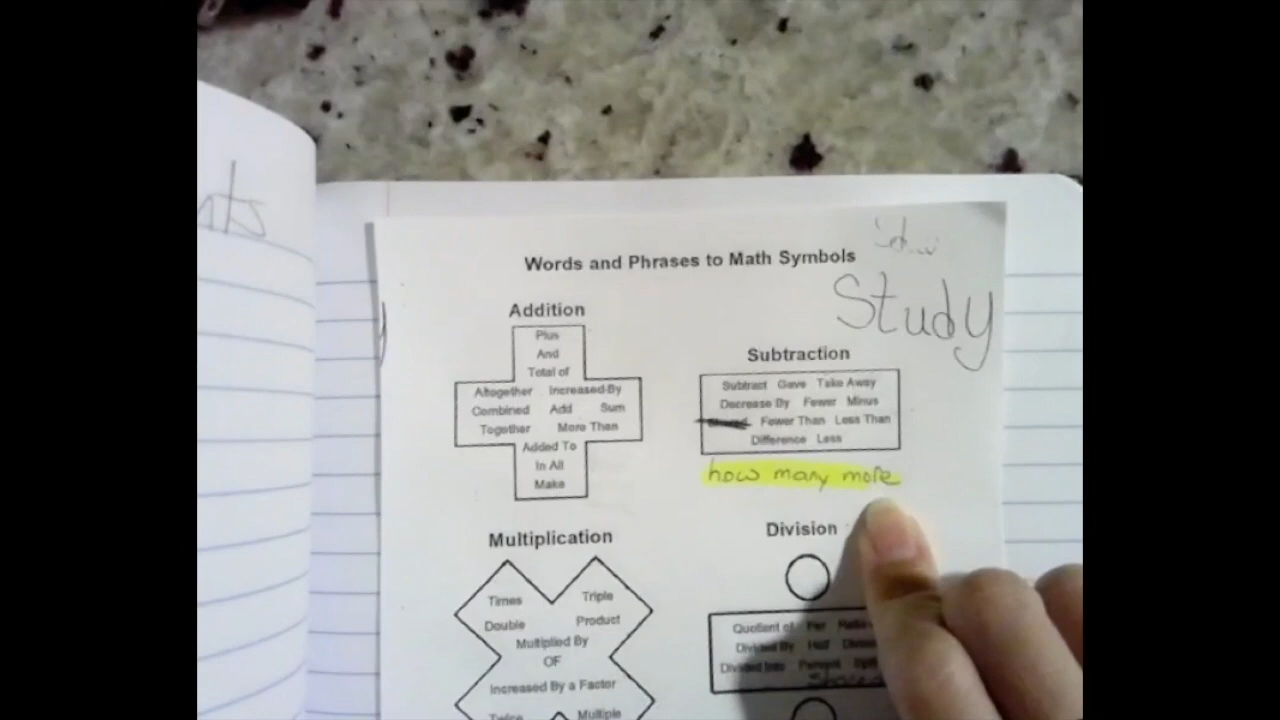 nts
Words and Phrases to Math Symbols
Study
Addition
Plus
And
Total of
Altogether Increased By
Combined Add Sum
Together More Than
Added To
In All
Make
Subtraction
Subtract Gave Take Away
Decrease By Fewer Minus
Fewer Than Less Than
Difference Less
how many more
Multiplication
Times Triple
Double Product
Multiplied By
OF
Increased By a Factor
Twice Multiple
Division
Quotient of Per
Divided By Half
Divided Into Percent